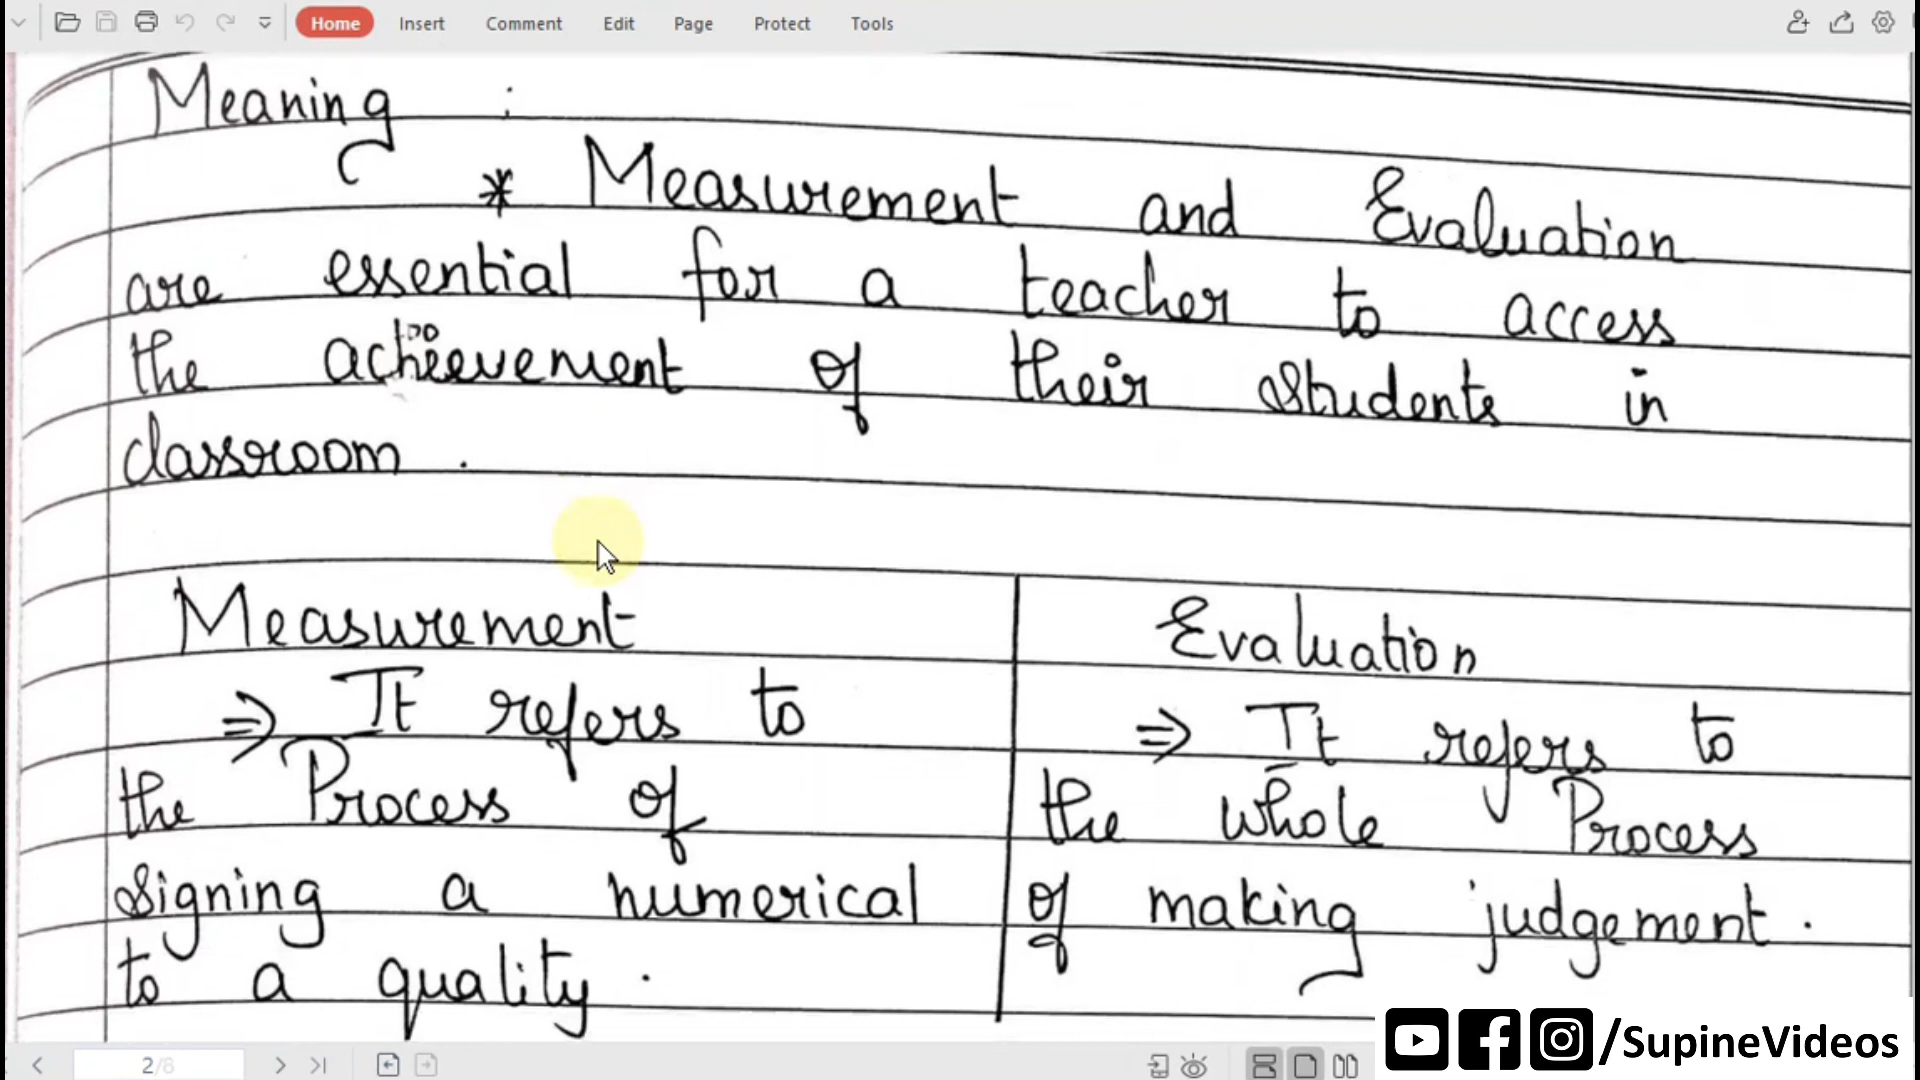 Home Insert Comment Edit Page Protect Tools
Meaning :
* Measurement and Evaluation
are essential for a teacher to access
the achievement of their students in
classroom .
Measurement
⇒ It refers to
the Process of
signing a numerical
to a quality .
Evaluation
⇒ It refers to
the whole Process
of making judgement .
2/8
/SupineVideos